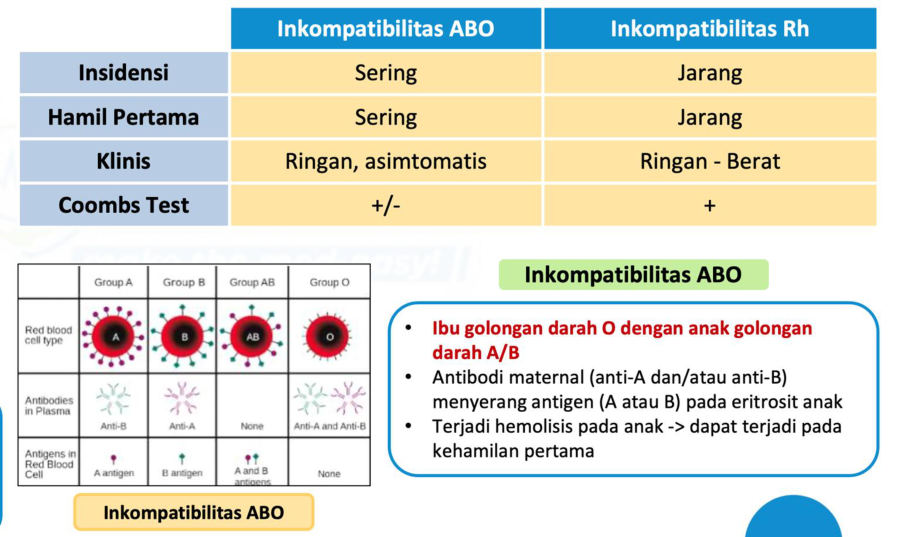 Inkompatibilitas ABO Inkompatibilitas Rh
Insidensi Sering Jarang
Hamil Pertama Sering Jarang
Klinis Ringan, asimtomatis Ringan - Berat
Coombs Test +/- +
Group A Group B Group AB Group O
Red blood
cell type
A B AB O
Antibodies
in Plasma
Anti-B Anti-A None Anti-A and Anti-B
Antigens in
Red Blood
Cell
A antigen B antigen A and B
antigens
None
Inkompatibilitas ABO
Inkompatibilitas ABO
• Ibu golongan darah O dengan anak golongan
darah A/B
• Antibodi maternal (anti-A dan/atau anti-B)
menyerang antigen (A atau B) pada eritrosit anak
• Terjadi hemolisis pada anak -> dapat terjadi pada
kehamilan pertama